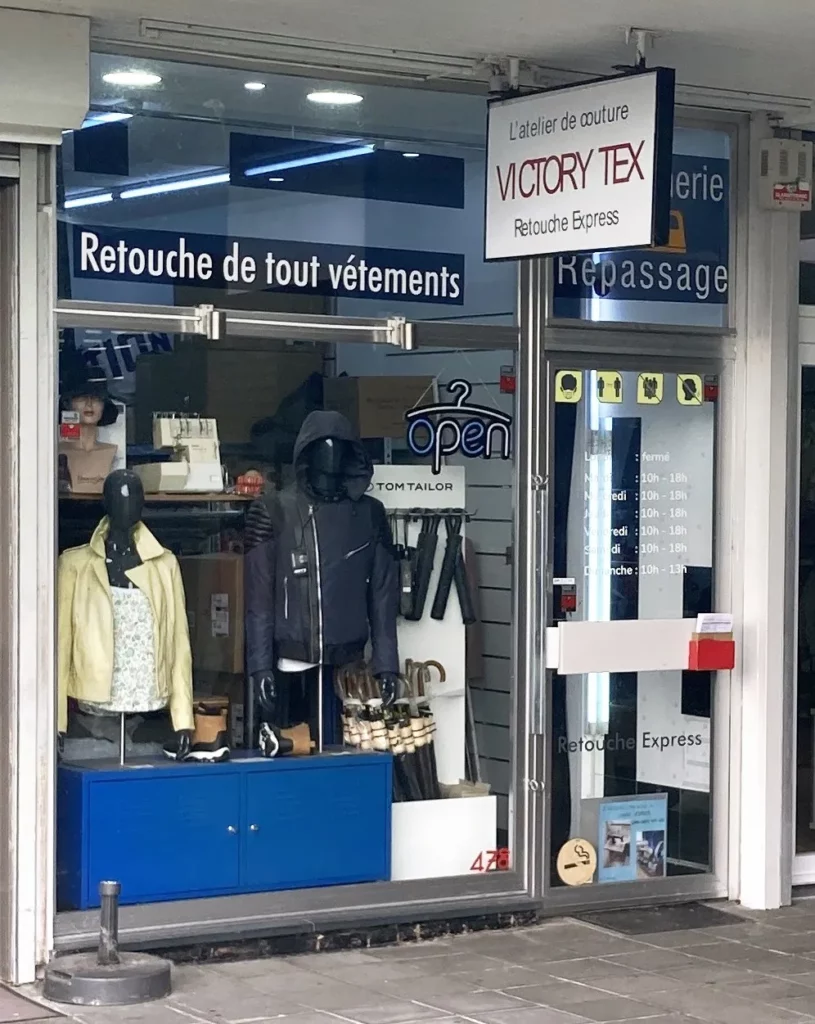 L'atelier de couture
VICTORY TEX
Retouche Express
Retouche de tout vétements
Repassage
open
TOM TAILOR
: fermé
: 10h - 18h
: 10h - 18h
: 10h - 18h
: 10h - 18h
: 10h - 18h
Dimanche : 10h - 13h
Retouche Express